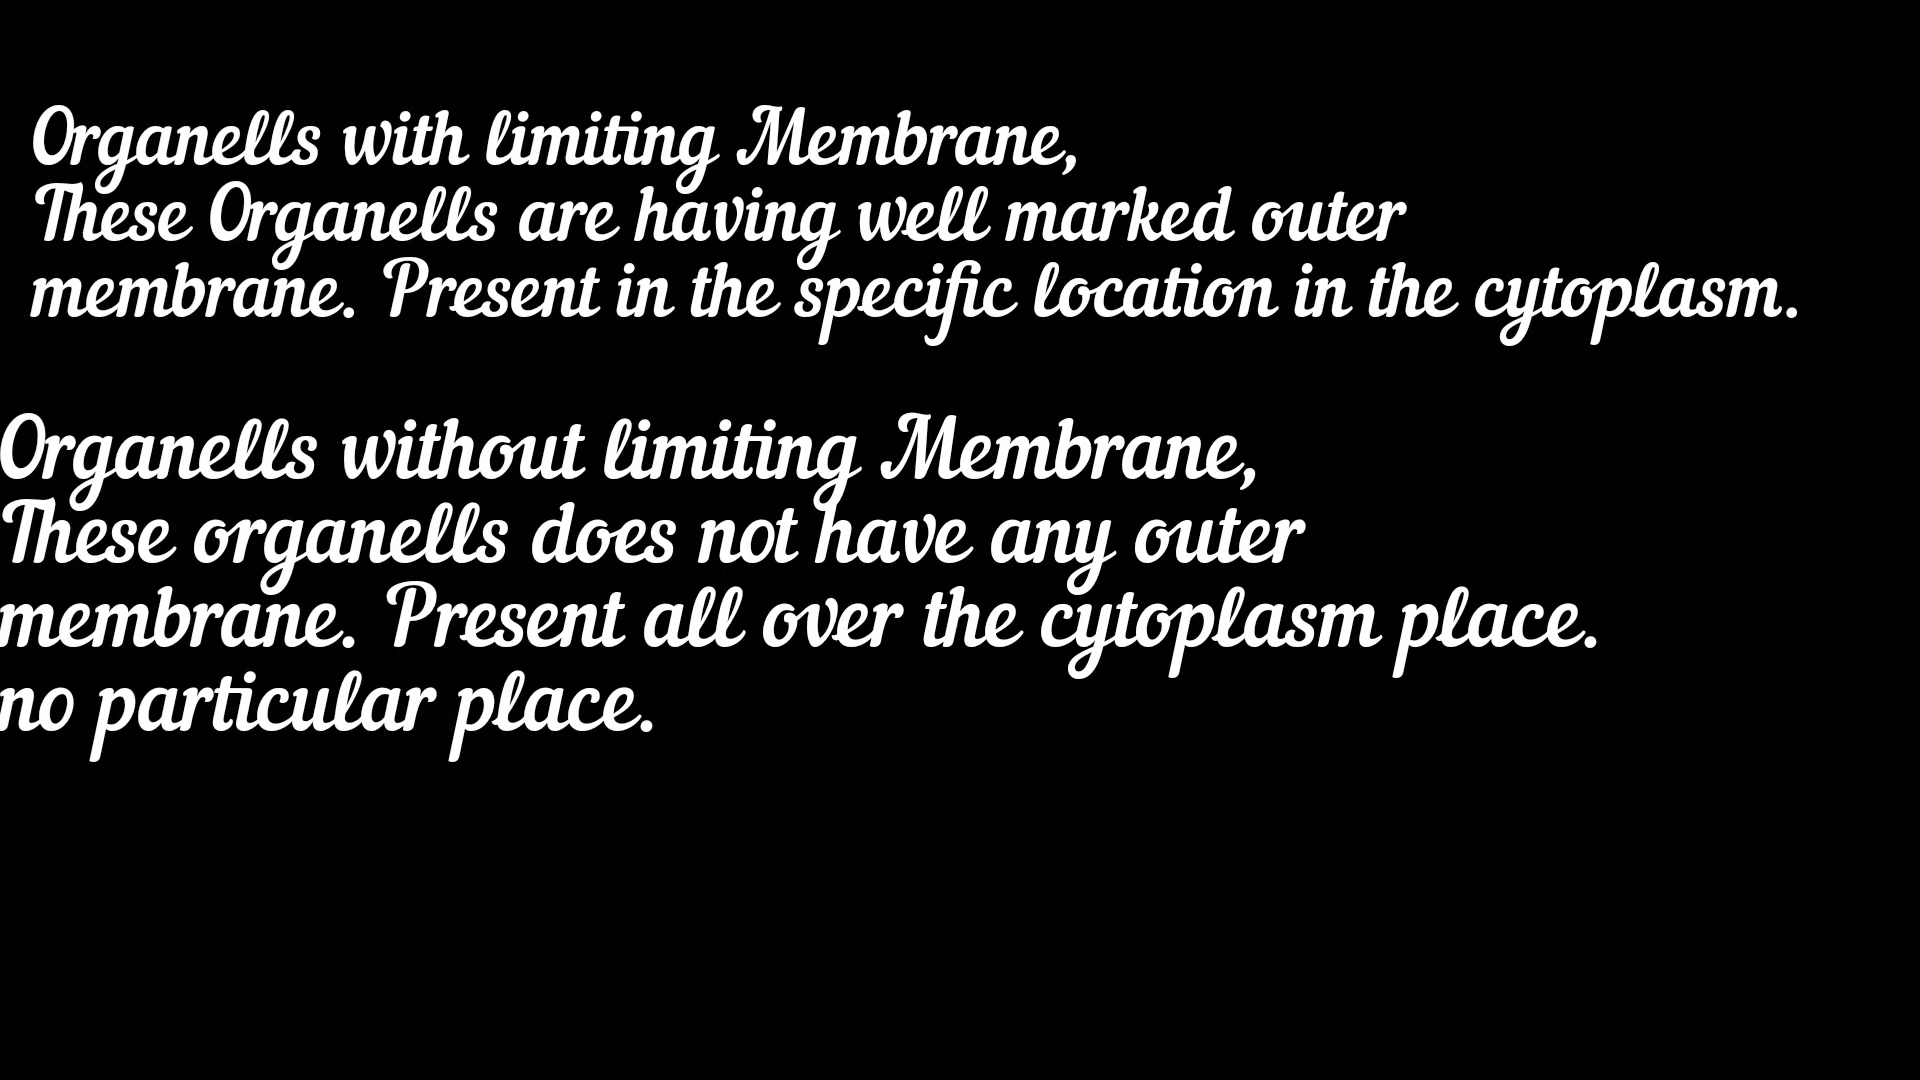 Organells with limiting Membrane,
These Organells are having well marked outer
membrane. Present in the specific location in the cytoplasm.
Organells without limiting Membrane,
These organells does not have any outer
membrane. Present all over the cytoplasm place.
no particular place.